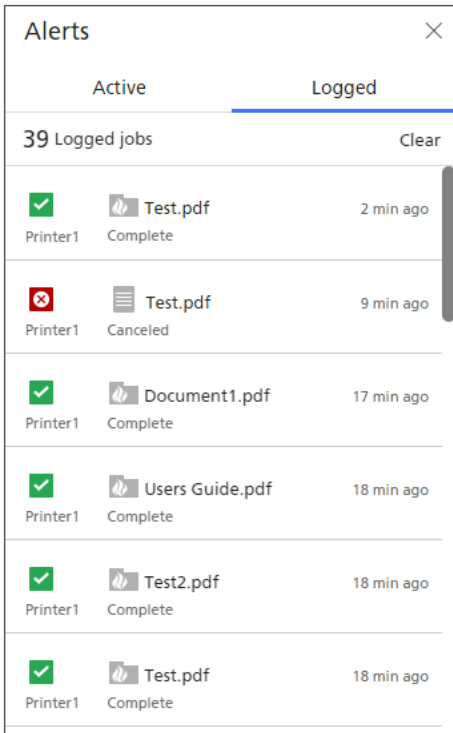 Alerts
Active Logged
39 Logged jobs Clear
Test.pdf 2 min ago
Printer1 Complete
Test.pdf 9 min ago
Printer1 Canceled
Document1.pdf 17 min ago
Printer1 Complete
Users Guide.pdf 18 min ago
Printer1 Complete
Test2.pdf 18 min ago
Printer1 Complete
Test.pdf 18 min ago
Printer1 Complete